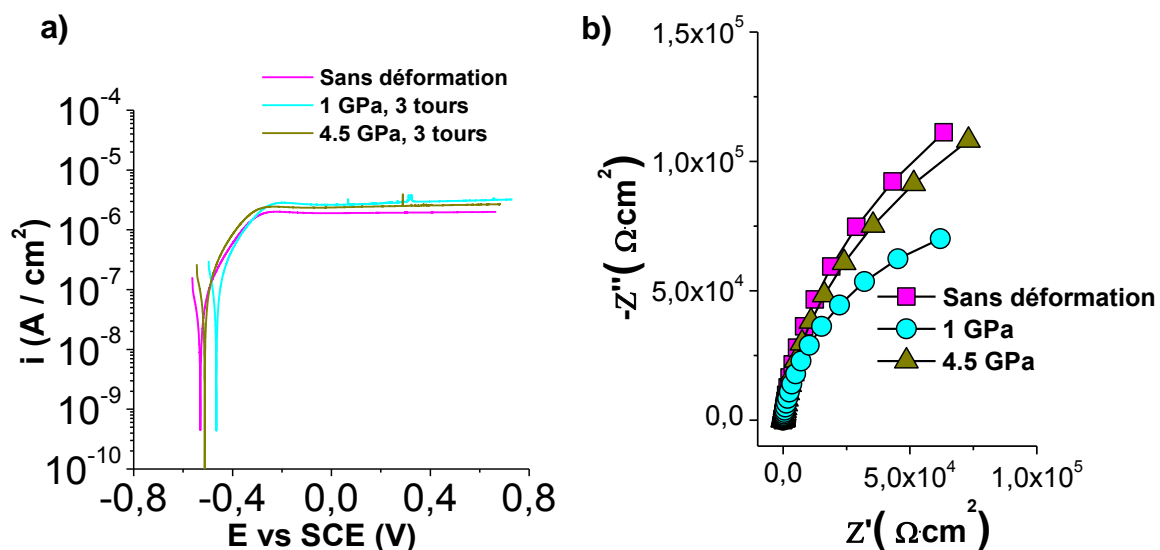 a)
Sans déformation
1 GPa, 3 tours
4.5 GPa, 3 tours
10⁻⁴
10⁻⁵
10⁻⁶
10⁻⁷
10⁻⁸
10⁻⁹
10⁻¹⁰
i (A / cm²)
-0,8 -0,4 0,0 0,4 0,8
E vs SCE (V)
b)
1,5x10⁵
1,0x10⁵
5,0x10⁴
0,0
-Z''( Ω.cm²)
Sans déformation
1 GPa
4.5 GPa
0,0 5,0x10⁴ 1,0x10⁵
Z'( Ω.cm²)